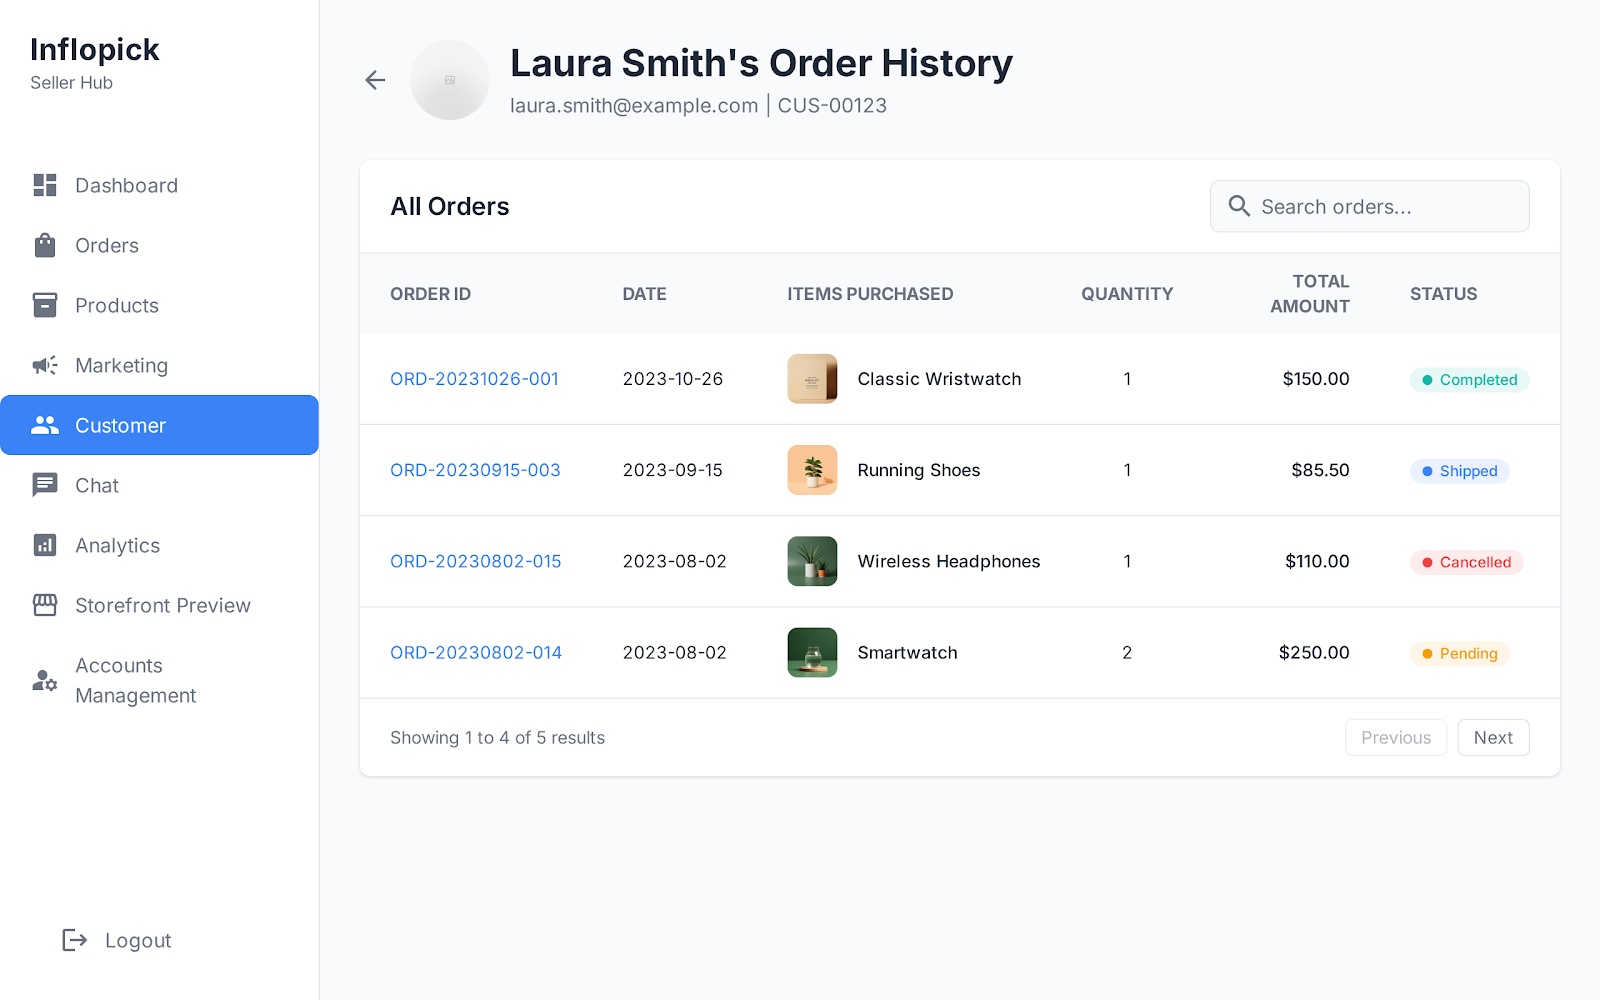 Inflopick
Seller Hub
Dashboard
Orders
Products
Marketing
Customer
Chat
Analytics
Storefront Preview
Accounts
Management
Logout
Laura Smith's Order History
laura.smith@example.com | CUS-00123
All Orders
Search orders...
ORDER ID DATE ITEMS PURCHASED QUANTITY TOTAL AMOUNT STATUS
ORD-20231026-001 2023-10-26 Classic Wristwatch 1 $150.00 Completed
ORD-20230915-003 2023-09-15 Running Shoes 1 $85.50 Shipped
ORD-20230802-015 2023-08-02 Wireless Headphones 1 $110.00 Cancelled
ORD-20230802-014 2023-08-02 Smartwatch 2 $250.00 Pending
Showing 1 to 4 of 5 results
Previous Next